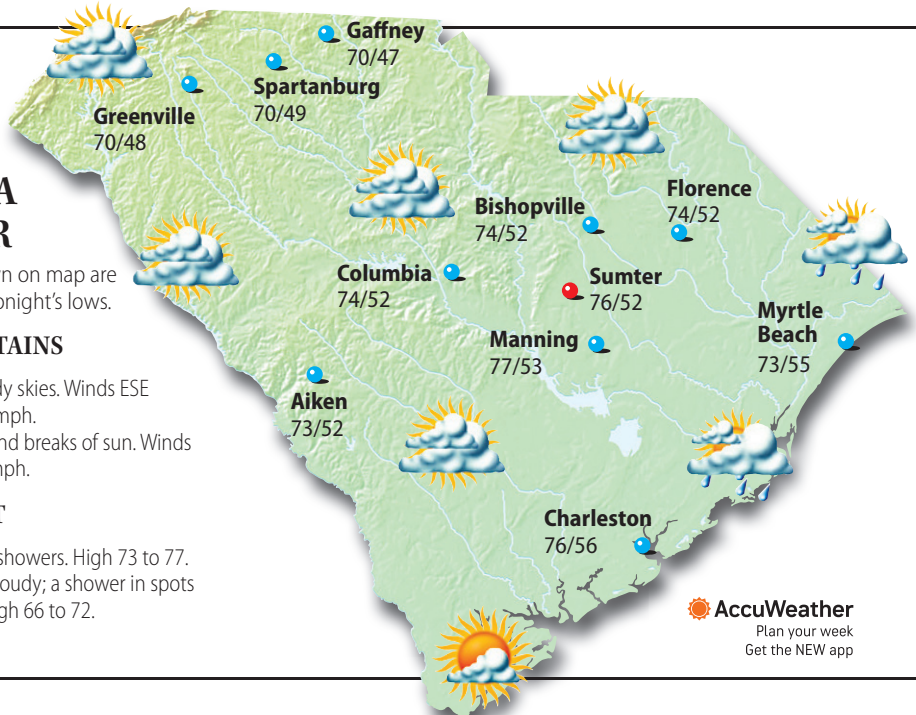 A
R
n on map are
onight's lows.
TAINS
dy skies. Winds ESE
mph.
nd breaks of sun. Winds
mph.
T
showers. High 73 to 77.
oudy; a shower in spots
gh 66 to 72.
Gaffney
70/47
Spartanburg
70/49
Greenville
70/48
Bishopville
74/52
Florence
74/52
Columbia
74/52
Sumter
76/52
Manning
77/53
Myrtle
Beach
73/55
Aiken
73/52
Charleston
76/56
AccuWeather
Plan your week
Get the NEW app